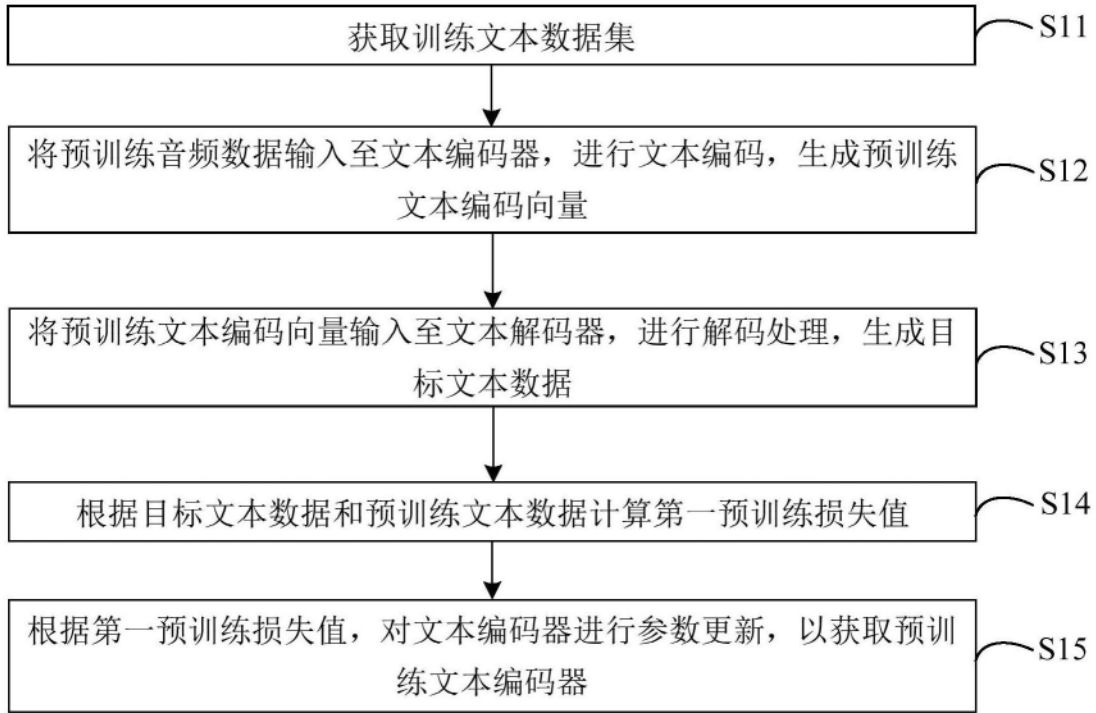 获取训练文本数据集
S11
将预训练音频数据输入至文本编码器，进行文本编码，生成预训练
文本编码向量
S12
将预训练文本编码向量输入至文本解码器，进行解码处理，生成目
标文本数据
S13
根据目标文本数据和预训练文本数据计算第一预训练损失值
S14
根据第一预训练损失值，对文本编码器进行参数更新，以获取预训
练文本编码器
S15